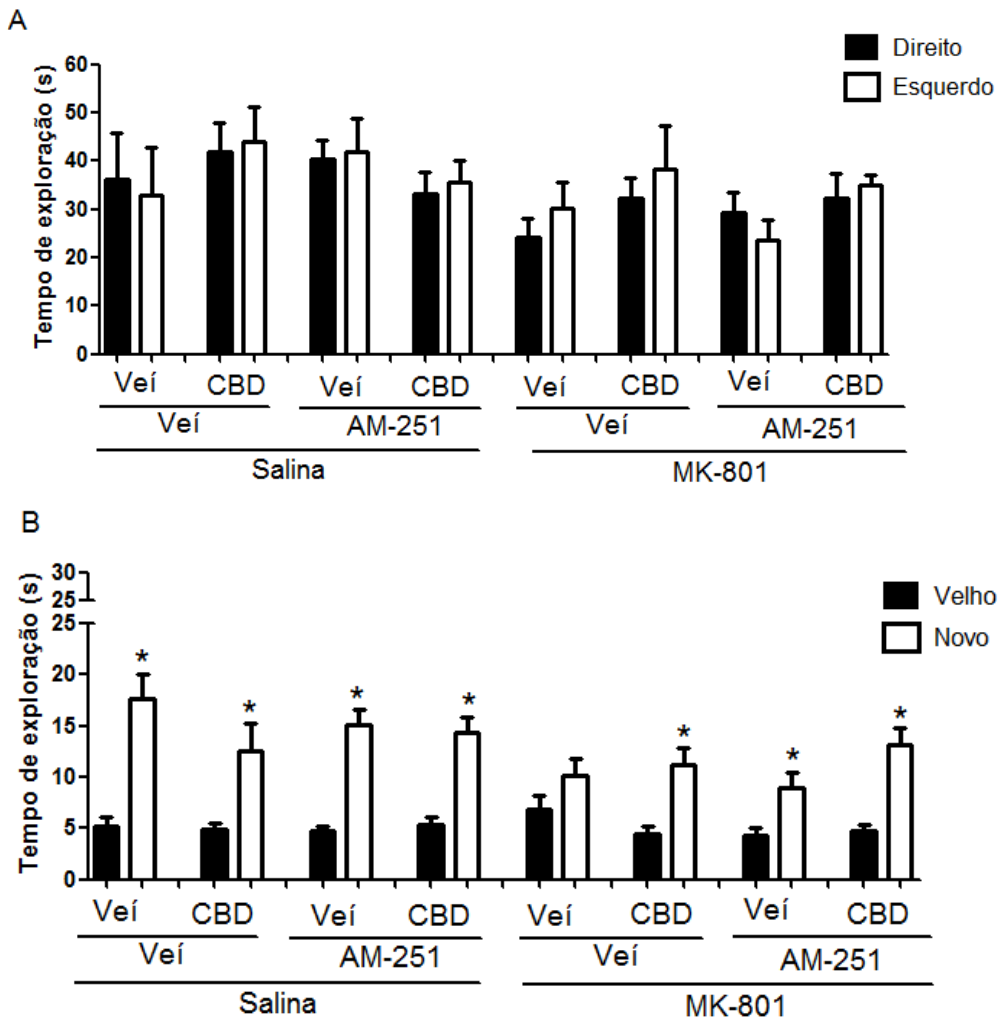 A
Direito
Esquerdo
Tempo de exploração (s)
60
50
40
30
20
10
0
Veí CBD Veí CBD Veí CBD Veí CBD
Veí AM-251 Veí AM-251
Salina MK-801
B
Velho
Novo
Tempo de exploração (s)
30
25
25
20
15
10
5
0
* * * * * * *
Veí CBD Veí CBD Veí CBD Veí CBD
Veí AM-251 Veí AM-251
Salina MK-801